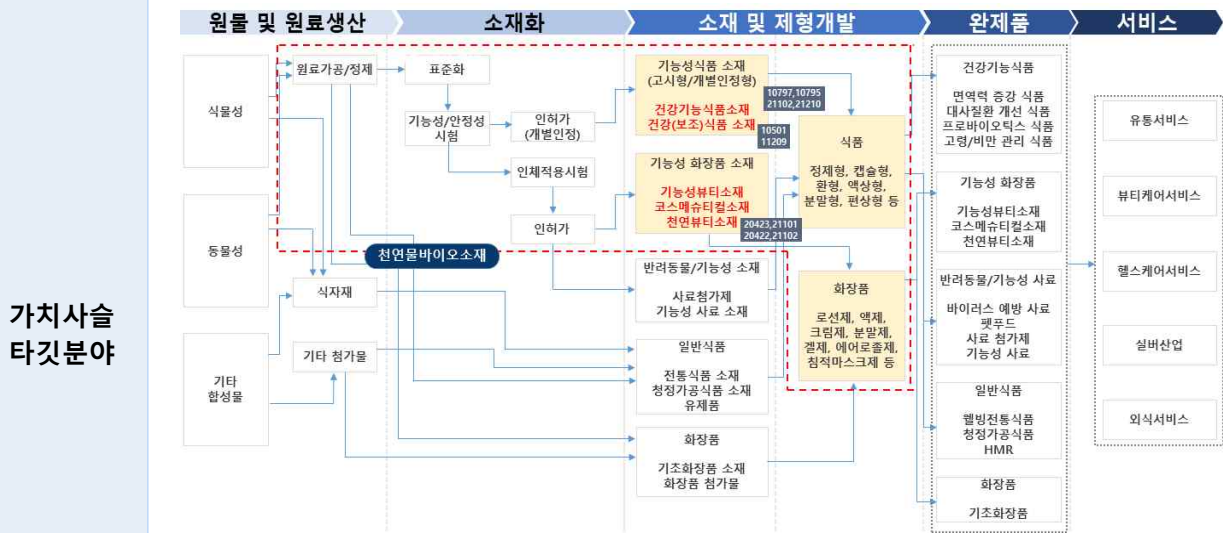 원물 및 원료생산
소재화
소재 및 제형개발
완제품
서비스
가치사슬
타깃분야
식물성
동물성
기타
합성물
원료가공/정제
식자재
기타 첨가물
천연물바이오소재
표준화
기능성/안정성
시험
인허가
(개별인정)
인체적용시험
인허가
기능성식품 소재
(고시형/개별인정형)
건강기능식품소재
건강(보조)식품 소재
10797,10795
21102,21210
10501
11209
기능성 화장품 소재
기능성뷰티소재
코스메슈티컬소재
천연뷰티소재
20423,21101
20422,21102
반려동물/기능성 소재
사료첨가제
기능성 사료 소재
일반식품
전통식품 소재
청정가공식품 소재
유제품
화장품
기초화장품 소재
화장품 첨가물
식품
정제형, 캡슐형,
환형, 액상형,
분말형, 편상형 등
화장품
로션제, 액제,
크림제, 분말제,
겔제, 에어로졸제,
침적마스크제 등
건강기능식품
면역력 증강 식품
대사질환 개선 식품
프로바이오틱스 식품
고령/비만 관리 식품
기능성 화장품
기능성뷰티소재
코스메슈티컬소재
천연뷰티소재
반려동물/기능성 사료
바이러스 예방 사료
펫푸드
사료 첨가제
기능성 사료
일반식품
웰빙전통식품
청정가공식품
HMR
화장품
기초화장품
유통서비스
뷰티케어서비스
헬스케어서비스
실버산업
외식서비스